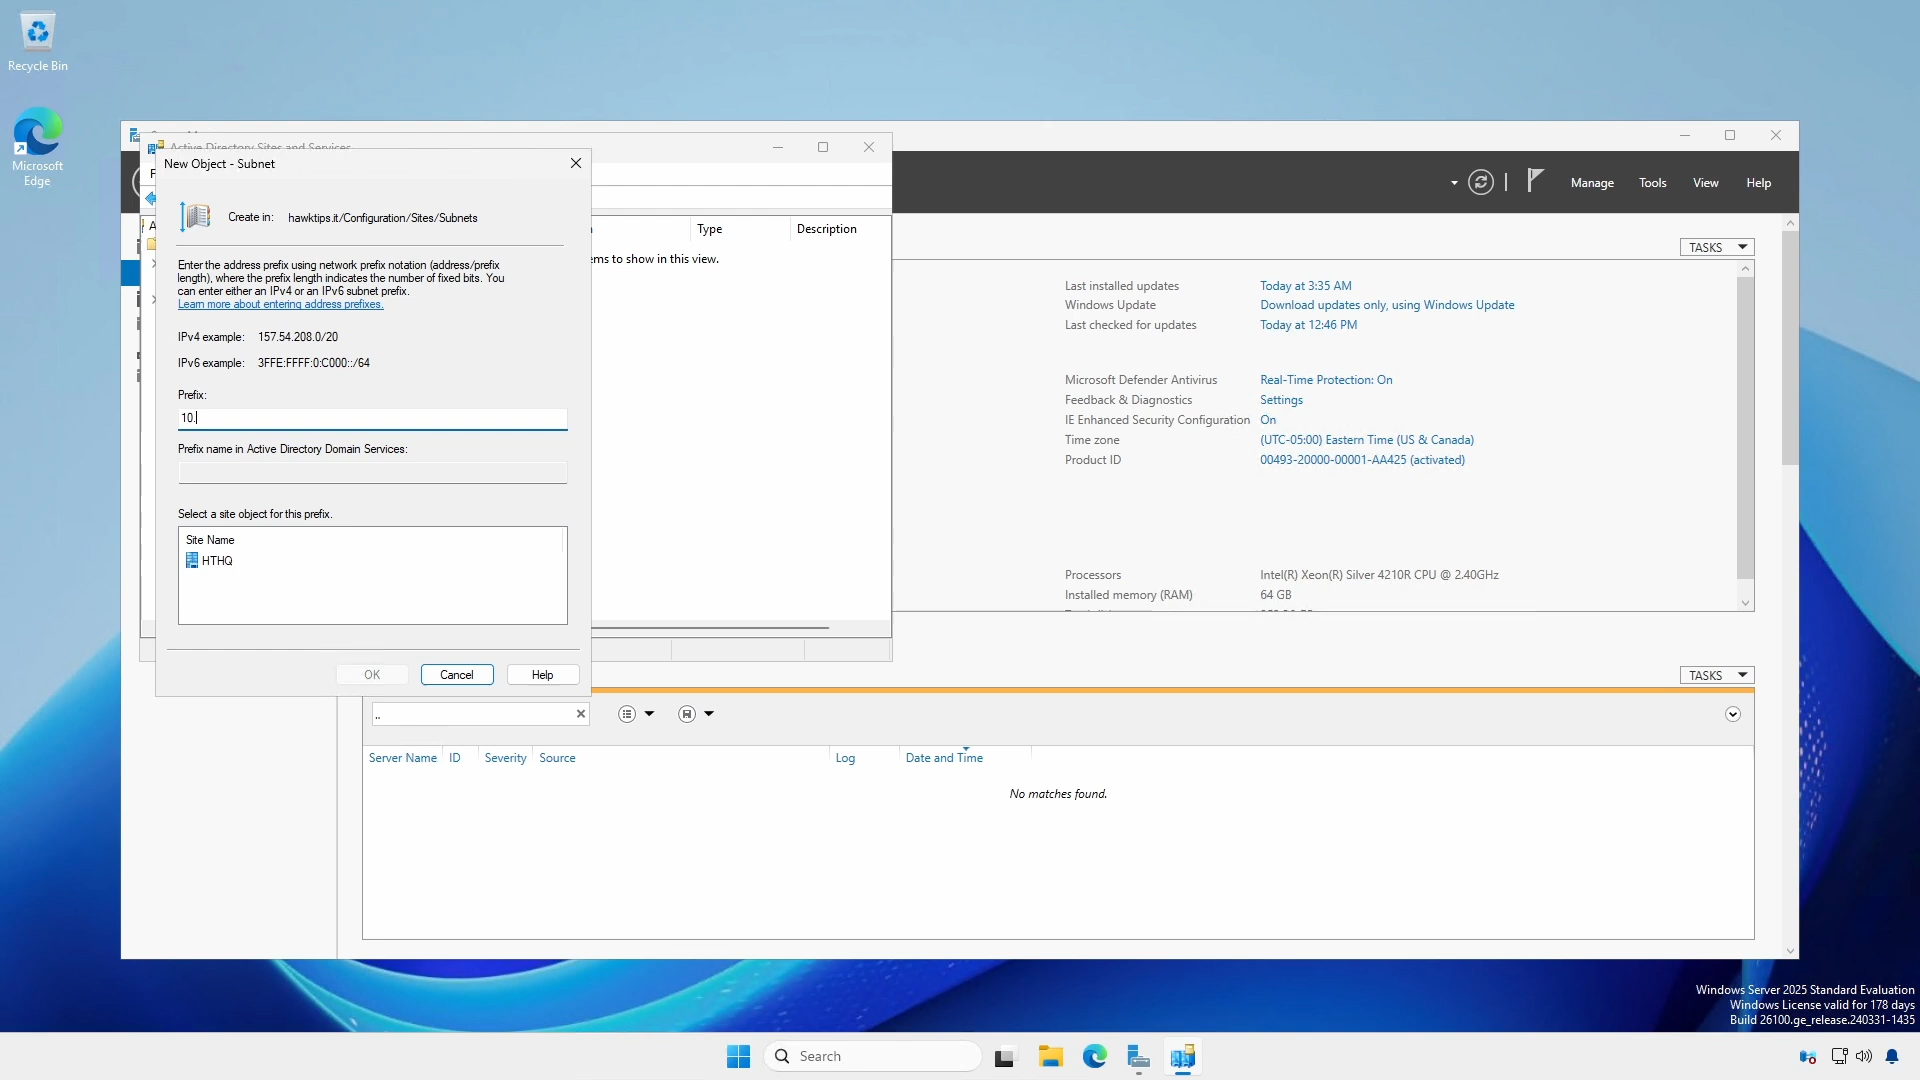 Recycle Bin
Microsoft
Edge
Active Directory Sites and Services
New Object - Subnet
Create in: hawktips.it/Configuration/Sites/Subnets
Enter the address prefix using network prefix notation (address/prefix
length), where the prefix length indicates the number of fixed bits. You
can enter either an IPv4 or an IPv6 subnet prefix.
Learn more about entering address prefixes.
IPv4 example: 157.54.208.0/20
IPv6 example: 3FFE:FFFF:0:C000::/64
Prefix:
10.
Prefix name in Active Directory Domain Services:
Select a site object for this prefix.
Site Name
HTHQ
OK Cancel Help
Type Description
ems to show in this view.
Manage Tools View Help
TASKS
Last installed updates Today at 3:35 AM
Windows Update Download updates only, using Windows Update
Last checked for updates Today at 12:46 PM
Microsoft Defender Antivirus Real-Time Protection: On
Feedback & Diagnostics Settings
IE Enhanced Security Configuration On
Time zone (UTC-05:00) Eastern Time (US & Canada)
Product ID 00493-20000-00001-AA425 (activated)
Processors Intel(R) Xeon(R) Silver 4210R CPU @ 2.40GHz
Installed memory (RAM) 64 GB
TASKS
..
Server Name ID Severity Source Log Date and Time
No matches found.
Windows Server 2025 Standard Evaluation
Windows License valid for 178 days
Build 26100.ge_release.240331-1435
Search